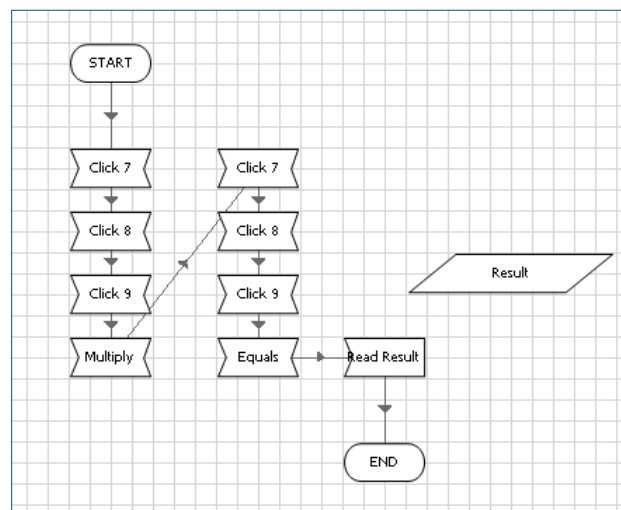 START
Click 7
Click 8
Click 9
Multiply
Click 7
Click 8
Click 9
Equals
Read Result
END
Result